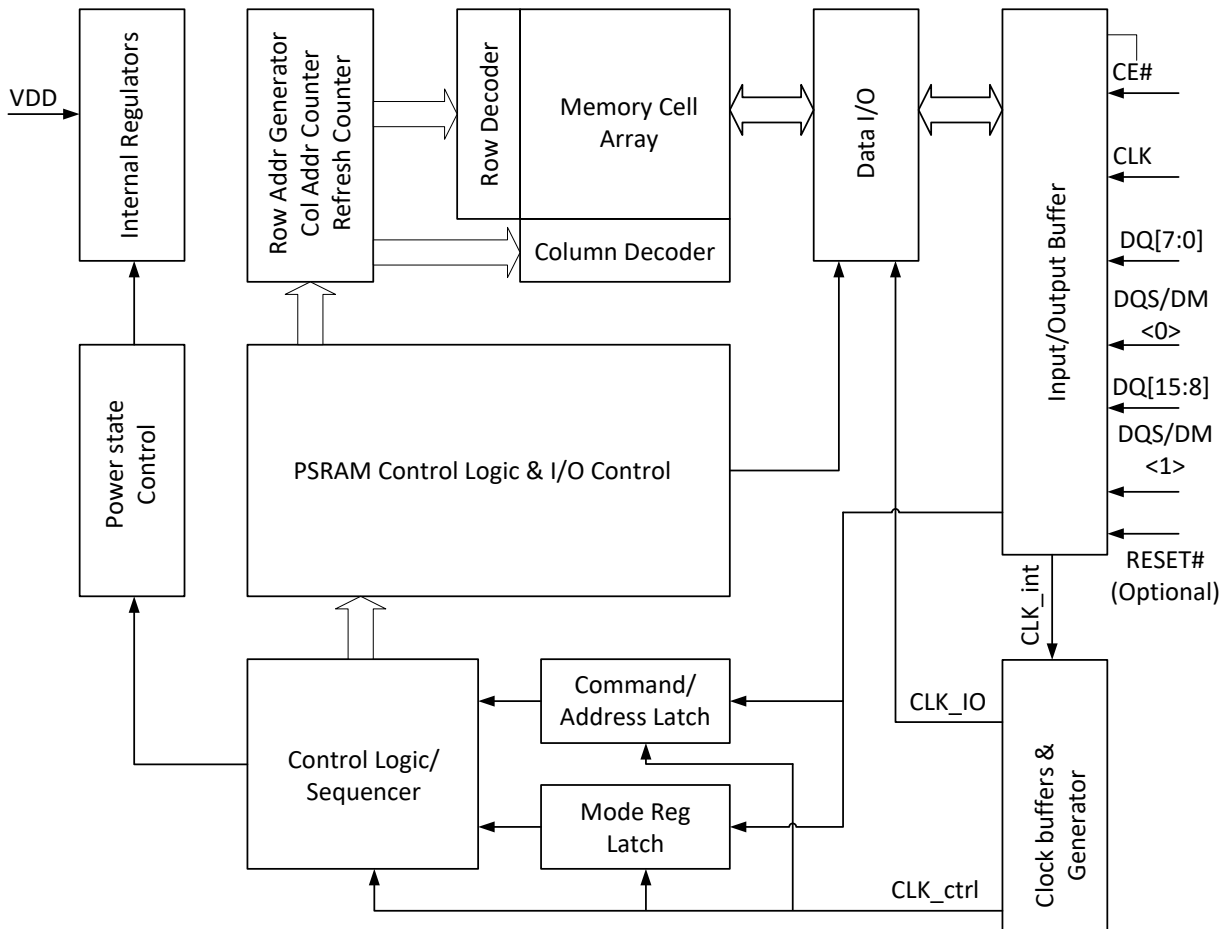 VDD
Internal Regulators
Row Addr Generator
Col Addr Counter
Refresh Counter
Row Decoder
Memory Cell
Array
Column Decoder
Data I/O
Input/Output Buffer
CE#
CLK
DQ[7:0]
DQS/DM
<0>
DQ[15:8]
DQS/DM
<1>
RESET#
(Optional)
Power state
Control
PSRAM Control Logic & I/O Control
CLK_int
Control Logic/
Sequencer
Command/
Address Latch
Mode Reg
Latch
CLK_IO
CLK_ctrl
Clock buffers &
Generator